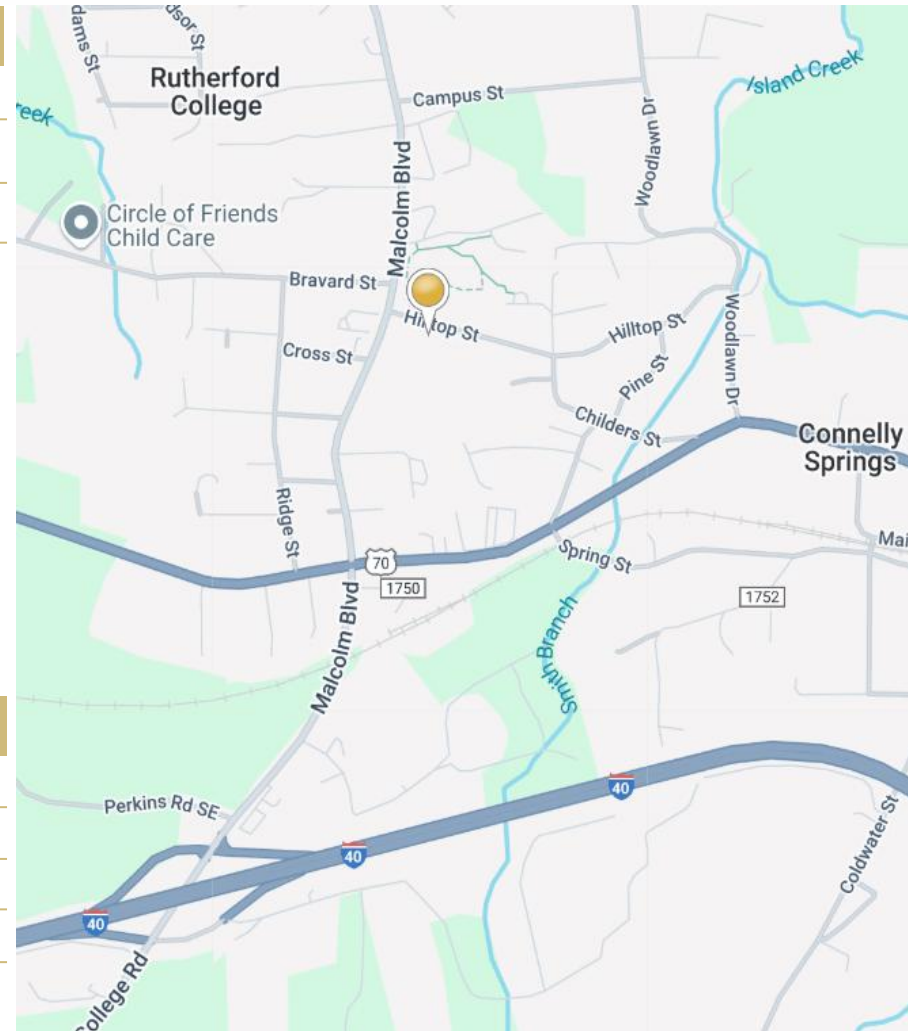 dams St
dsor St
Rutherford
College
Campus St
Island Creek
reek
Malcolm Blvd
Woodlawn Dr
Circle of Friends
Child Care
Bravard St
Hilltop St
Hilltop St
Cross St
Pine St
Woodlawn Dr
Childers St
Connelly
Springs
Ridge St
Spring St
Mai
70
1750
1752
Malcolm Blvd
Smith Branch
Perkins Rd SE
40
40
40
Coldwater St
College Rd